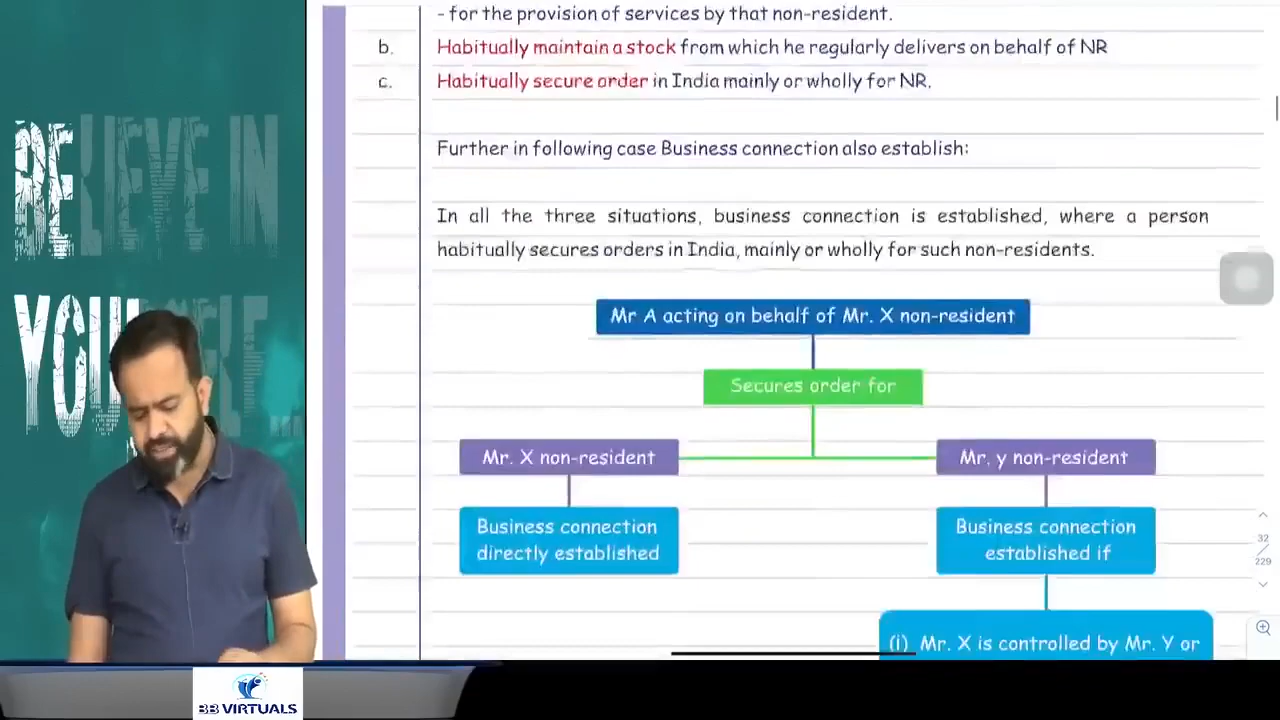 - for the provision of services by that non-resident.
b. Habitually maintain a stock from which he regularly delivers on behalf of NR
c. Habitually secure order in India mainly or wholly for NR.
Further in following case Business connection also establish:
In all the three situations, business connection is established, where a person
habitually secures orders in India, mainly or wholly for such non-residents.
Mr A acting on behalf of Mr. X non-resident
Secures order for
Mr. X non-resident
Mr. y non-resident
Business connection
directly established
Business connection
established if
(i) Mr. X is controlled by Mr. Y or
32
229
BELIEVE IN
BB VIRTUALS